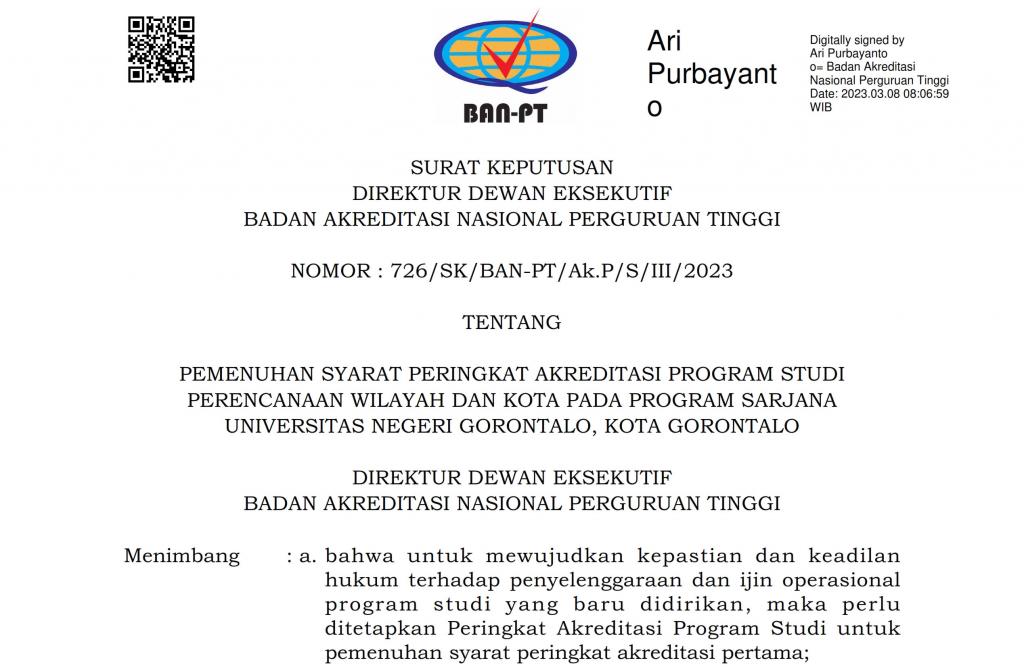 BAN-PT
Ari
Purbayant
o
Digitally signed by
Ari Purbayanto
o= Badan Akreditasi
Nasional Perguruan Tinggi
Date: 2023.03.08 08:06:59
WIB
SURAT KEPUTUSAN
DIREKTUR DEWAN EKSEKUTIF
BADAN AKREDITASI NASIONAL PERGURUAN TINGGI
NOMOR : 726/SK/BAN-PT/Ak.P/S/III/2023
TENTANG
PEMENUHAN SYARAT PERINGKAT AKREDITASI PROGRAM STUDI
PERENCANAAN WILAYAH DAN KOTA PADA PROGRAM SARJANA
UNIVERSITAS NEGERI GORONTALO, KOTA GORONTALO
DIREKTUR DEWAN EKSEKUTIF
BADAN AKREDITASI NASIONAL PERGURUAN TINGGI
Menimbang : a. bahwa untuk mewujudkan kepastian dan keadilan
hukum terhadap penyelenggaraan dan ijin operasional
program studi yang baru didirikan, maka perlu
ditetapkan Peringkat Akreditasi Program Studi untuk
pemenuhan syarat peringkat akreditasi pertama;